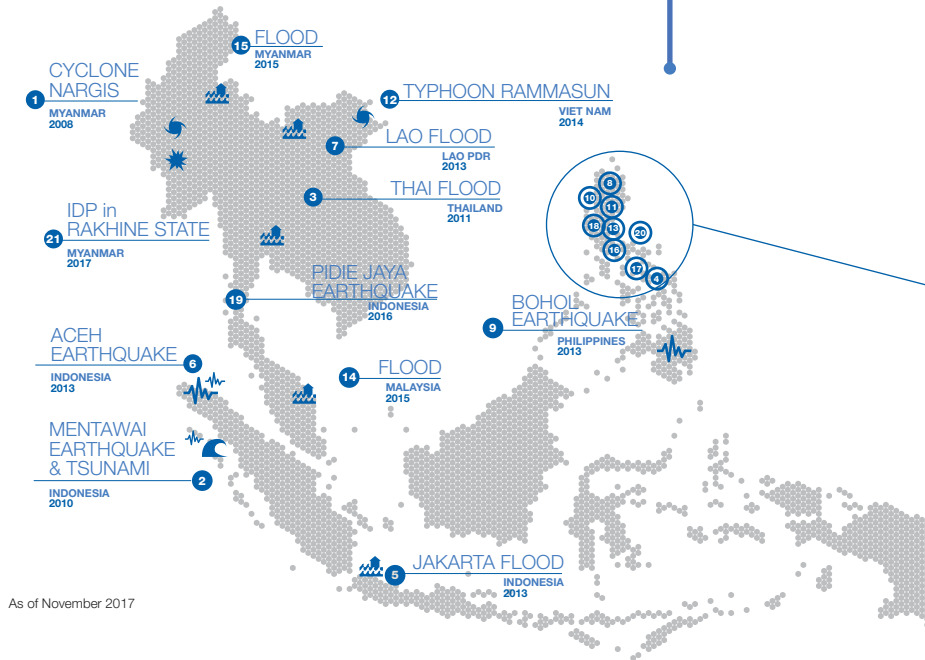 15
FLOOD
MYANMAR
2015
CYCLONE
NARGIS
1
MYANMAR
2008
12
TYPHOON RAMMASUN
VIET NAM
2014
7
LAO FLOOD
LAO PDR
2013
3
THAI FLOOD
THAILAND
2011
8
10
11
18
13
20
16
17
4
IDP in
RAKHINE STATE
21
MYANMAR
2017
PIDIE JAYA
EARTHQUAKE
19
INDONESIA
2016
BOHOL
EARTHQUAKE
9
PHILIPPINES
2013
ACEH
EARTHQUAKE
6
INDONESIA
2013
14
FLOOD
MALAYSIA
2015
MENTAWAI
EARTHQUAKE
& TSUNAMI
2
INDONESIA
2010
5
JAKARTA FLOOD
INDONESIA
2013
As of November 2017